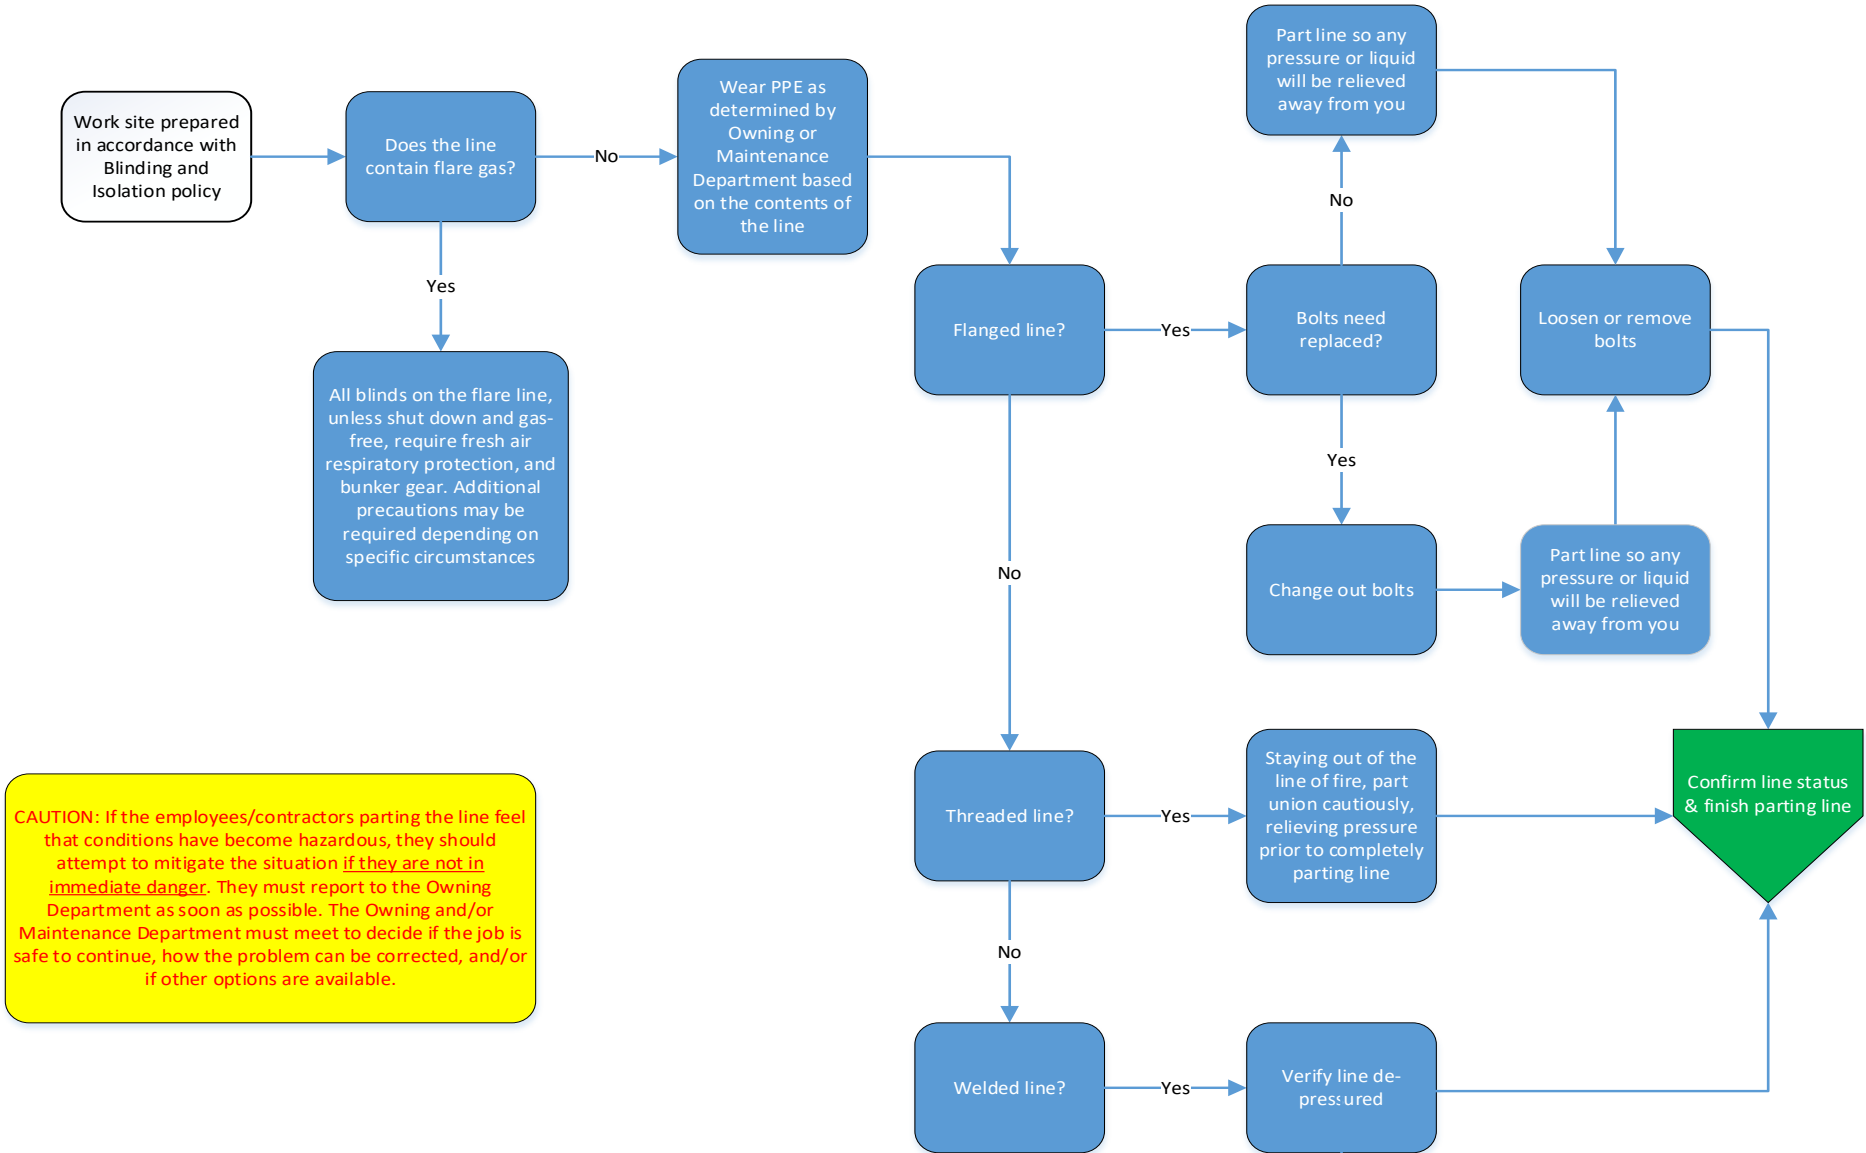 Work site prepared
in accordance with
Blinding and
Isolation policy
Does the line
contain flare gas?
No
Yes
All blinds on the flare line,
unless shut down and gas-
free, require fresh air
respiratory protection, and
bunker gear. Additional
precautions may be
required depending on
specific circumstances
Wear PPE as
determined by
Owning or
Maintenance
Department based
on the contents of
the line
Flanged line?
Yes
No
Bolts need
replaced?
No
Yes
Part line so any
pressure or liquid
will be relieved
away from you
Loosen or remove
bolts
Change out bolts
Part line so any
pressure or liquid
will be relieved
away from you
Threaded line?
Yes
No
Staying out of the
line of fire, part
union cautiously,
relieving pressure
prior to completely
parting line
Confirm line status
& finish parting line
Welded line?
Yes
Verify line de-
pressured
CAUTION: If the employees/contractors parting the line feel
that conditions have become hazardous, they should
attempt to mitigate the situation if they are not in
immediate danger. They must report to the Owning
Department as soon as possible. The Owning and/or
Maintenance Department must meet to decide if the job is
safe to continue, how the problem can be corrected, and/or
if other options are available.